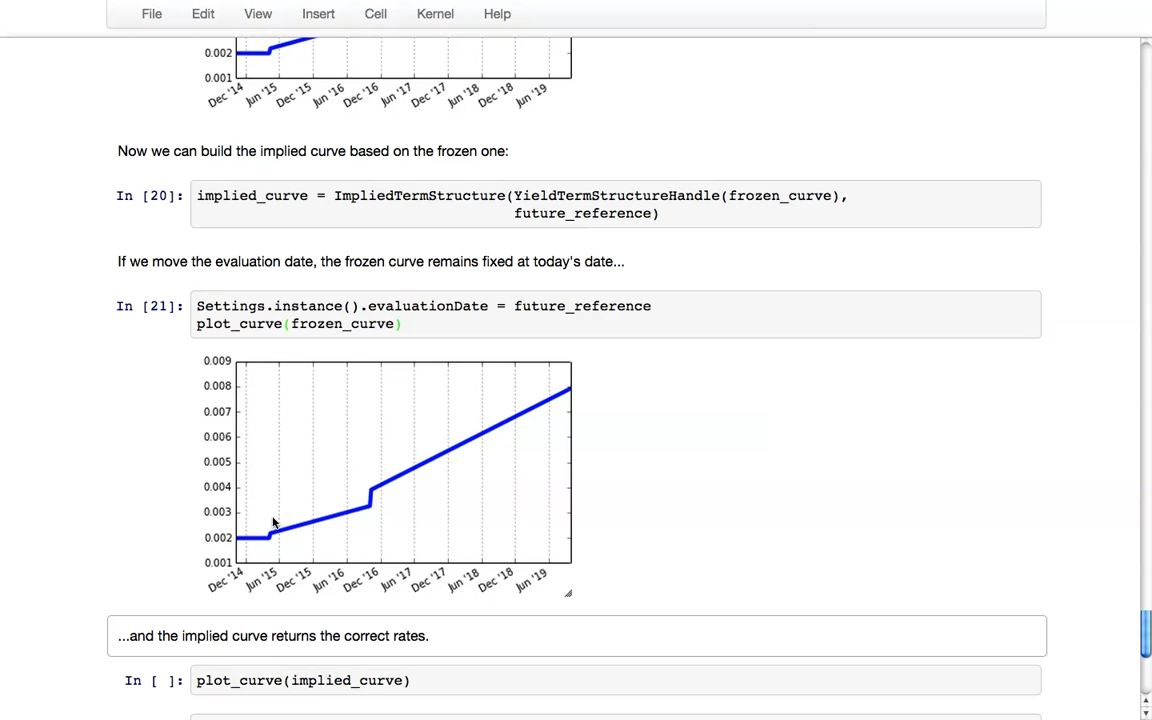 File Edit View Insert Cell Kernel Help
0.002
0.001
Dec '14 Jun '15 Dec '15 Jun '16 Dec '16 Jun '17 Dec '17 Jun '18 Dec '18 Jun '19
Now we can build the implied curve based on the frozen one:
In [20]: implied_curve = ImpliedTermStructure(YieldTermStructureHandle(frozen_curve),
future_reference)
If we move the evaluation date, the frozen curve remains fixed at today's date...
In [21]: Settings.instance().evaluationDate = future_reference
plot_curve(frozen_curve)
0.009
0.008
0.007
0.006
0.005
0.004
0.003
0.002
0.001
Dec '14 Jun '15 Dec '15 Jun '16 Dec '16 Jun '17 Dec '17 Jun '18 Dec '18 Jun '19
...and the implied curve returns the correct rates.
In [ ]: plot_curve(implied_curve)